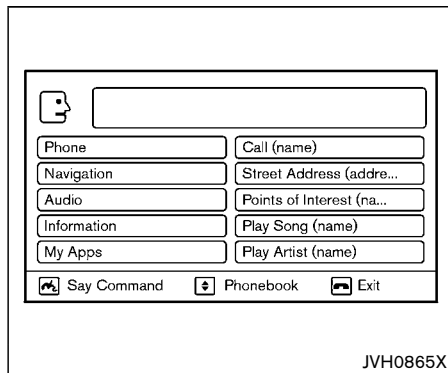 Phone
Call (name)
Navigation
Street Address (addre...
Audio
Points of Interest (na...
Information
Play Song (name)
My Apps
Play Artist (name)
Say Command
Phonebook
Exit
JVH0865X